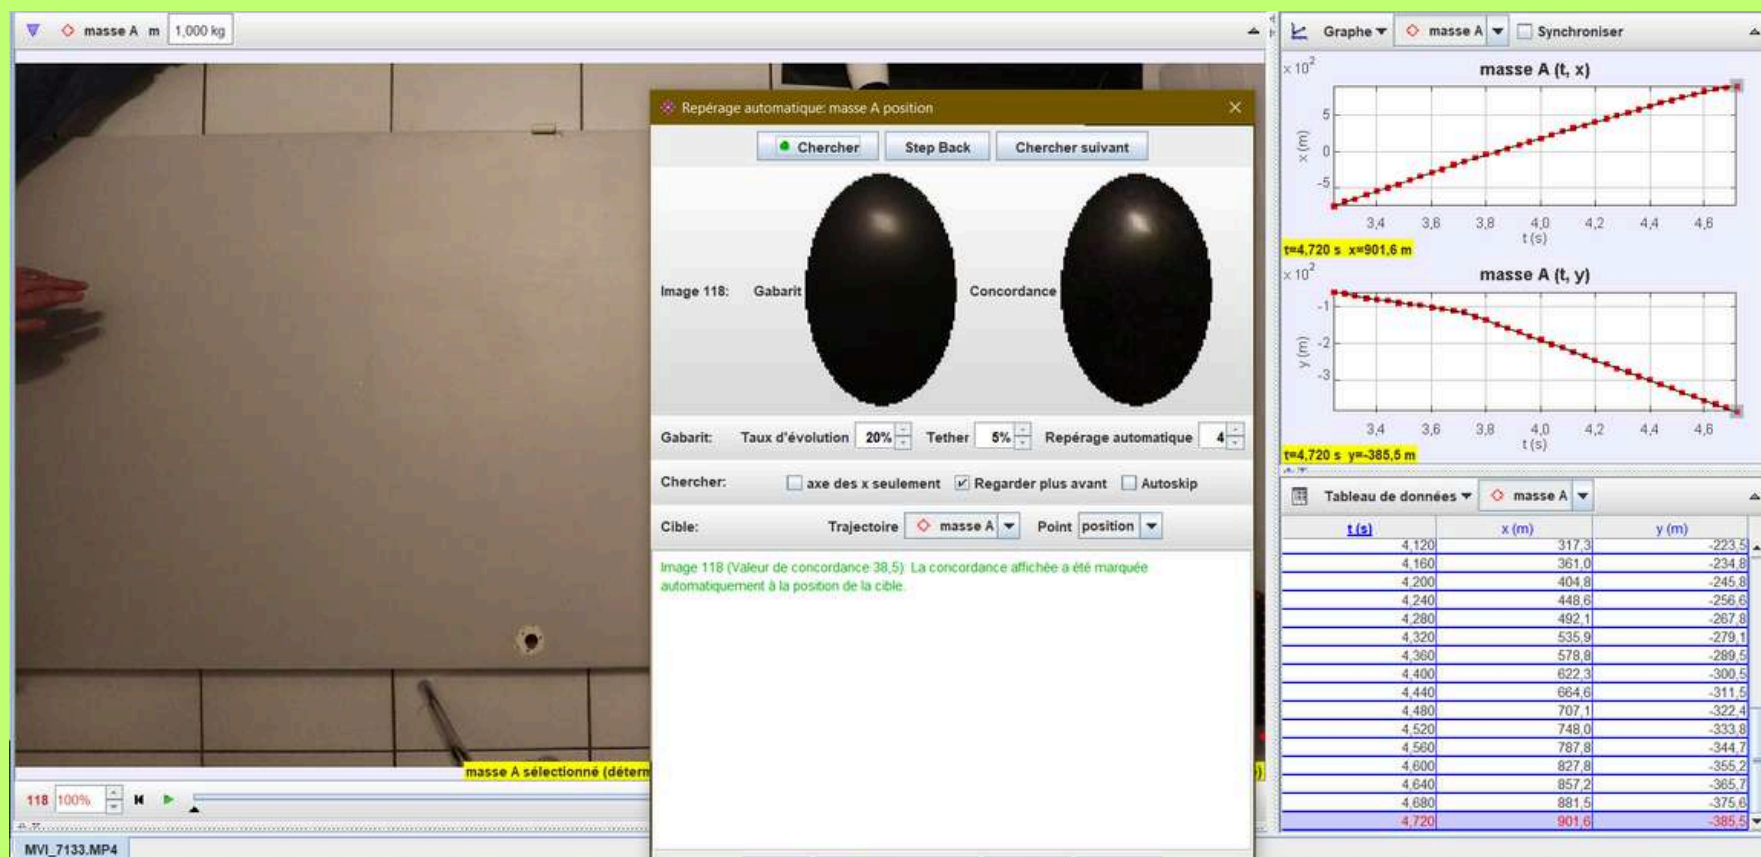 masse A m 1,000 kg
Repérage automatique: masse A position
Chercher Step Back Chercher suivant
Image 118: Gabarit Concordance
Gabarit: Taux d'évolution 20% Tether 5% Repérage automatique 4
Chercher: axe des x seulement Regarder plus avant Autoskip
Cible: Trajectoire masse A Point position
Image 118 (Valeur de concordance 38,5): La concordance affichée a été marquée
automatiquement à la position de la cible.
masse A sélectionné (déterm
118 100%
MVI_7133.MP4
Graphe masse A Synchroniser
× 10²
masse A (t, x)
x (m)
5
0
-5
3,4 3,6 3,8 4,0 4,2 4,4 4,6
t (s)
t=4,720 s x=901,6 m
× 10²
masse A (t, y)
y (m)
-1
-2
-3
3,4 3,6 3,8 4,0 4,2 4,4 4,6
t (s)
t=4,720 s y=-385,5 m
Tableau de données masse A
t (s) x (m) y (m)
4,120 317,3 -223,5
4,160 361,0 -234,8
4,200 404,8 -245,8
4,240 448,6 -256,6
4,280 492,1 -267,8
4,320 535,9 -279,1
4,360 578,8 -289,5
4,400 622,3 -300,5
4,440 664,6 -311,5
4,480 707,1 -322,4
4,520 748,0 -333,8
4,560 787,8 -344,7
4,600 827,8 -355,2
4,640 857,2 -365,7
4,680 881,5 -375,6
4,720 901,6 -385,5